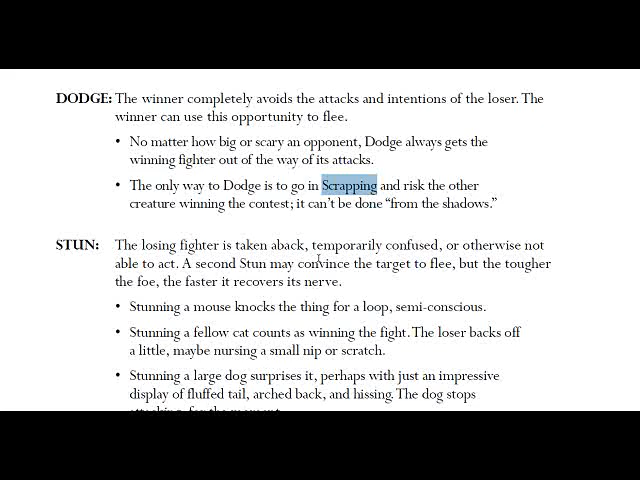 DODGE: The winner completely avoids the attacks and intentions of the loser. The
winner can use this opportunity to flee.
• No matter how big or scary an opponent, Dodge always gets the
winning fighter out of the way of its attacks.
• The only way to Dodge is to go in Scrapping and risk the other
creature winning the contest; it can’t be done “from the shadows.”
STUN: The losing fighter is taken aback, temporarily confused, or otherwise not
able to act. A second Stun may convince the target to flee, but the tougher
the foe, the faster it recovers its nerve.
• Stunning a mouse knocks the thing for a loop, semi-conscious.
• Stunning a fellow cat counts as winning the fight. The loser backs off
a little, maybe nursing a small nip or scratch.
• Stunning a large dog surprises it, perhaps with just an impressive
display of fluffed tail, arched back, and hissing. The dog stops